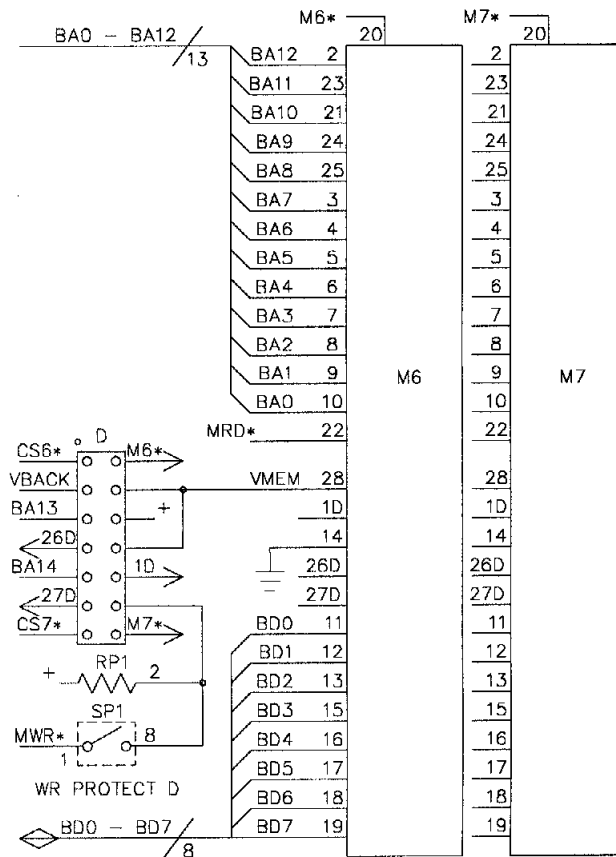 M6* M7*
20 20
BA0 - BA12
13
BA12 2 2
BA11 23 23
BA10 21 21
BA9 24 24
BA8 25 25
BA7 3 3
BA6 4 4
BA5 5 5
BA4 6 6
BA3 7 7
BA2 8 8
BA1 9 9
BA0 10 10
M6 M7
MRD* 22 22
D
CS6* M6*
VBACK VMEM 28 28
BA13 + 1D 1D
26D 14 14
BA14 1D 26D 26D
27D 27D 27D
CS7* M7* BD0 11 11
BD1 12 12
RP1
+ 2 BD2 13 13
SP1 BD3 15 15
MWR* 1 8 BD4 16 16
BD5 17 17
WR PROTECT D BD6 18 18
BD0 - BD7 BD7 19 19
8